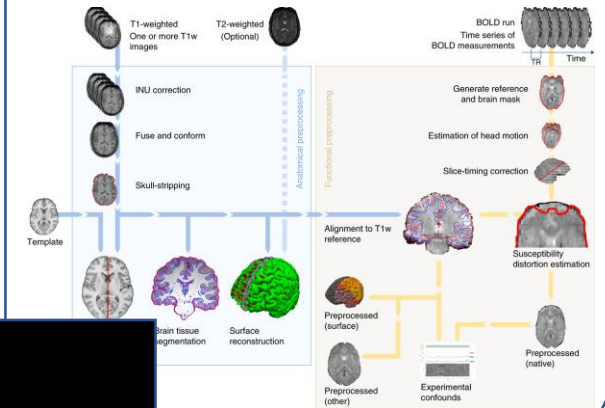 T1-weighted
One or more T1w
images
T2-weighted
(Optional)
BOLD run
Time series of
BOLD measurements
TR
Time
INU correction
Fuse and conform
Skull-stripping
Anatomical preprocessing
Functional preprocessing
Generate reference
and brain mask
Estimation of head motion
Slice-timing correction
Template
Alignment to T1w
reference
Susceptibility
distortion estimation
Brain tissue
segmentation
Surface
reconstruction
Preprocessed
(surface)
Preprocessed
(other)
Experimental
confounds
Preprocessed
(native)